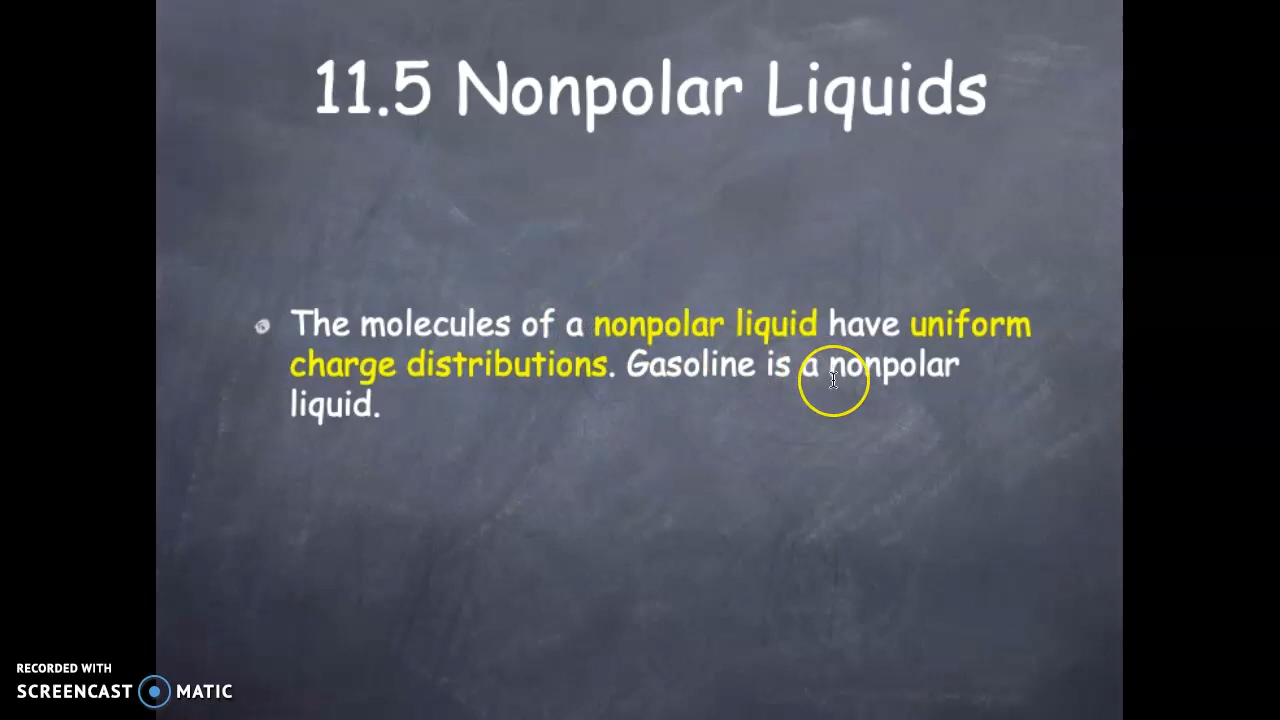 11.5 Nonpolar Liquids
The molecules of a nonpolar liquid have uniform
charge distributions. Gasoline is a nonpolar
liquid.
RECORDED WITH
SCREENCAST MATIC